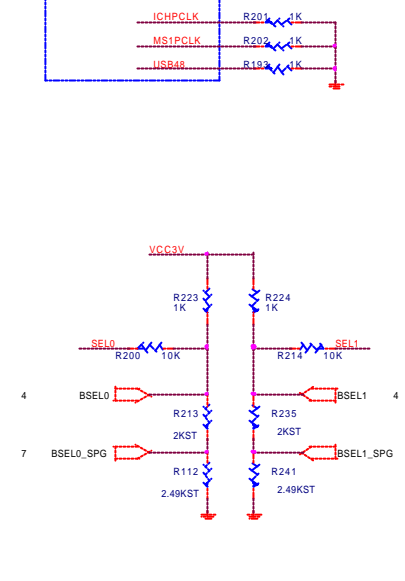 ICHPCLK R201 1K
MS1PCLK R202 1K
USB48 R193 1K
VCC3V
R223 R224
1K 1K
SEL0 SEL1
R200 10K R214 10K
4 BSEL0 BSEL1 4
R213 R235
2KST 2KST
7 BSEL0_SPG BSEL1_SPG
R112 R241
2.49KST 2.49KST